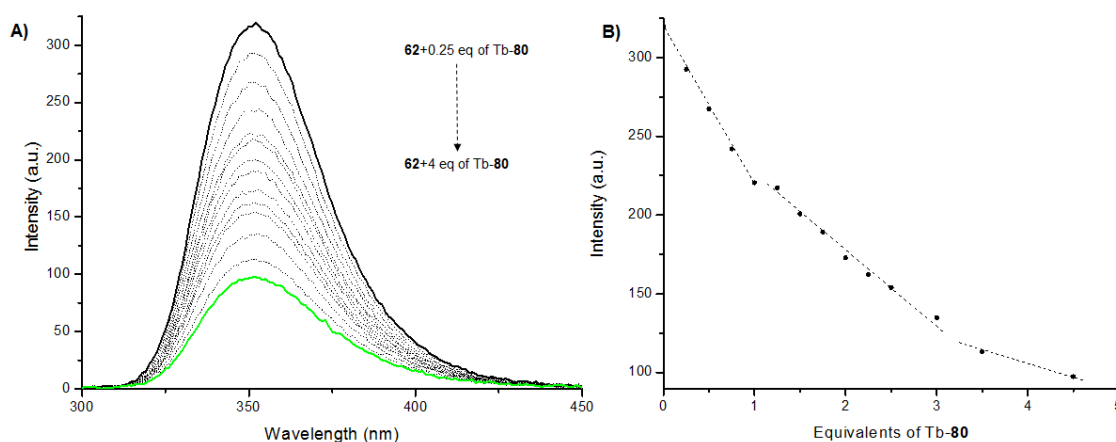 A)
62+0.25 eq of Tb-80
62+4 eq of Tb-80
Intensity (a.u.)
300
250
200
150
100
50
0
300
350
400
450
Wavelength (nm)
B)
Intensity (a.u.)
300
250
200
150
100
0
1
2
3
4
5
Equivalents of Tb-80